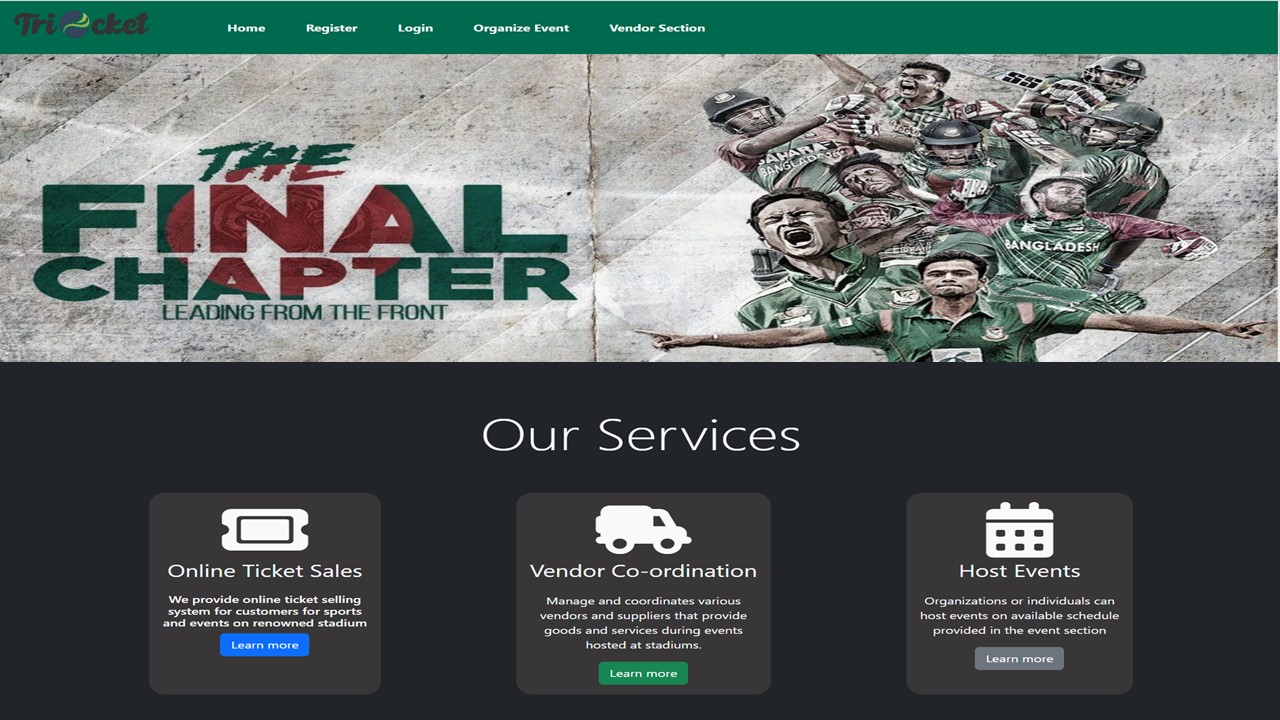 Tri cket
Home Register Login Organize Event Vendor Section
THE
FINAL
CHAPTER
LEADING FROM THE FRONT
SAHARA
BANGLADESH
SS
SS
BANGLADESH
Our Services
Online Ticket Sales
We provide online ticket selling
system for customers for sports
and events on renowned stadium
Learn more
Vendor Co-ordination
Manage and coordinates various
vendors and suppliers that provide
goods and services during events
hosted at stadiums.
Learn more
Host Events
Organizations or individuals can
host events on available schedule
provided in the event section
Learn more